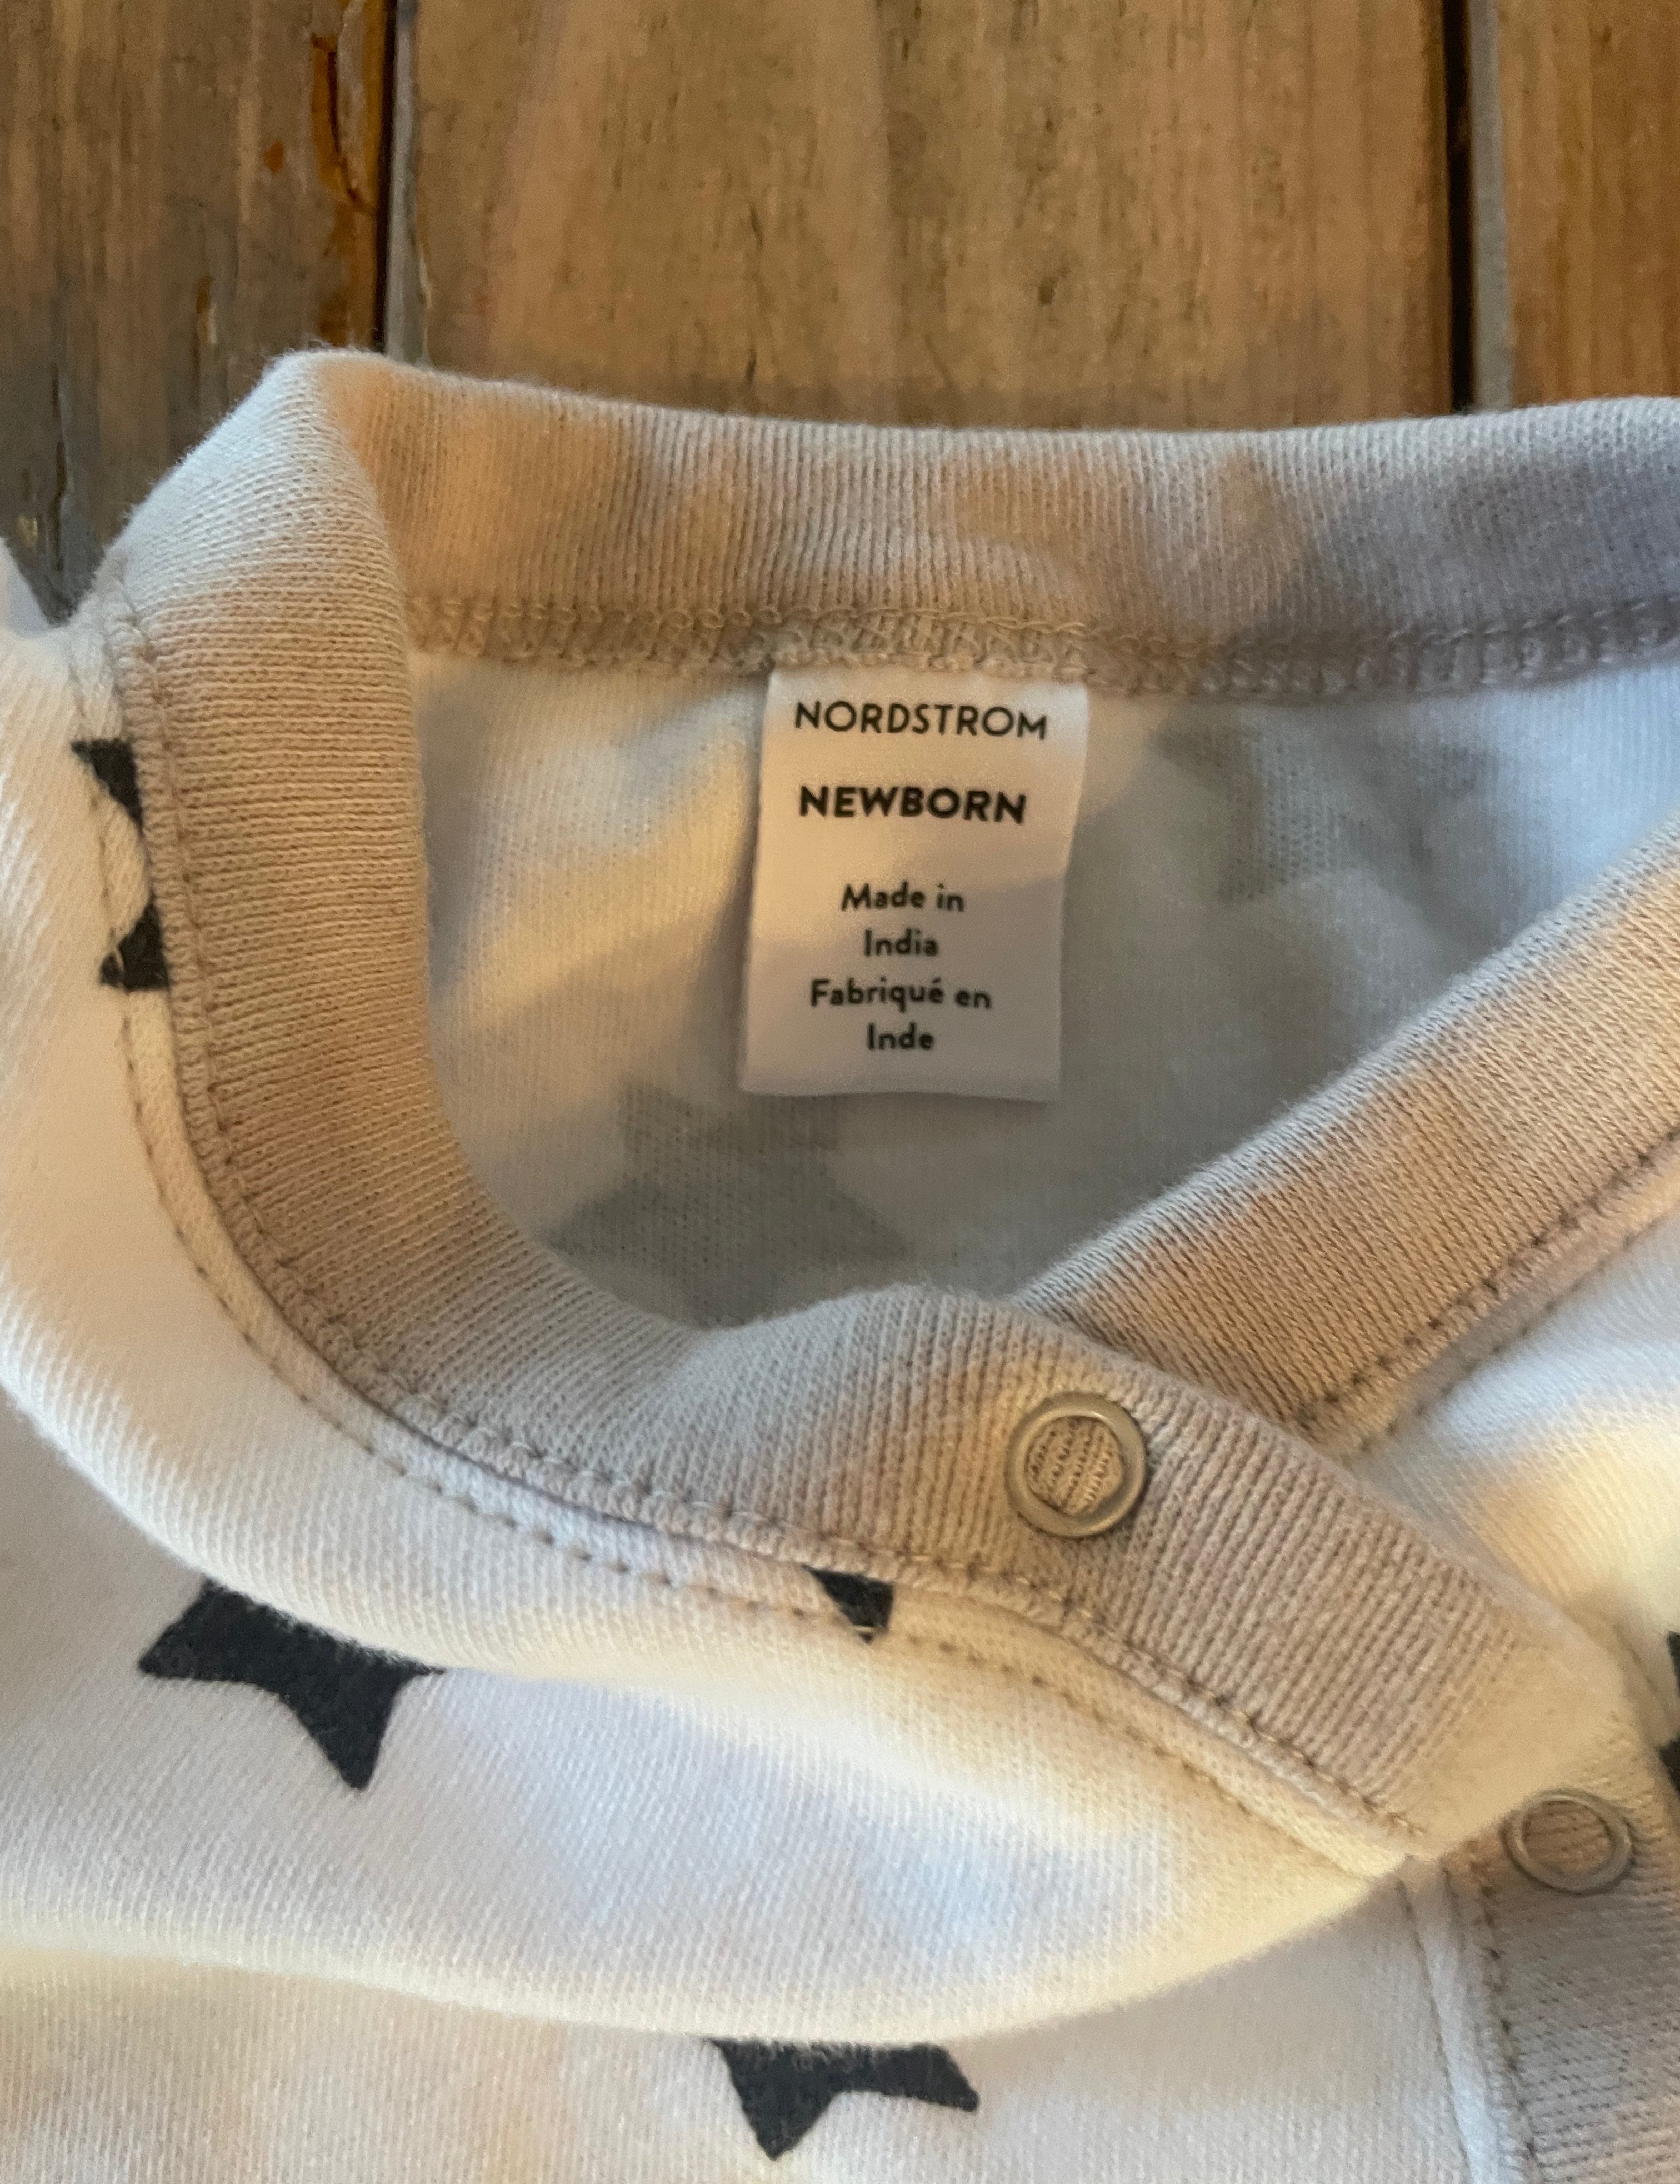 NORDSTROM
NEWBORN
Made in
India
Fabriqué en
Inde